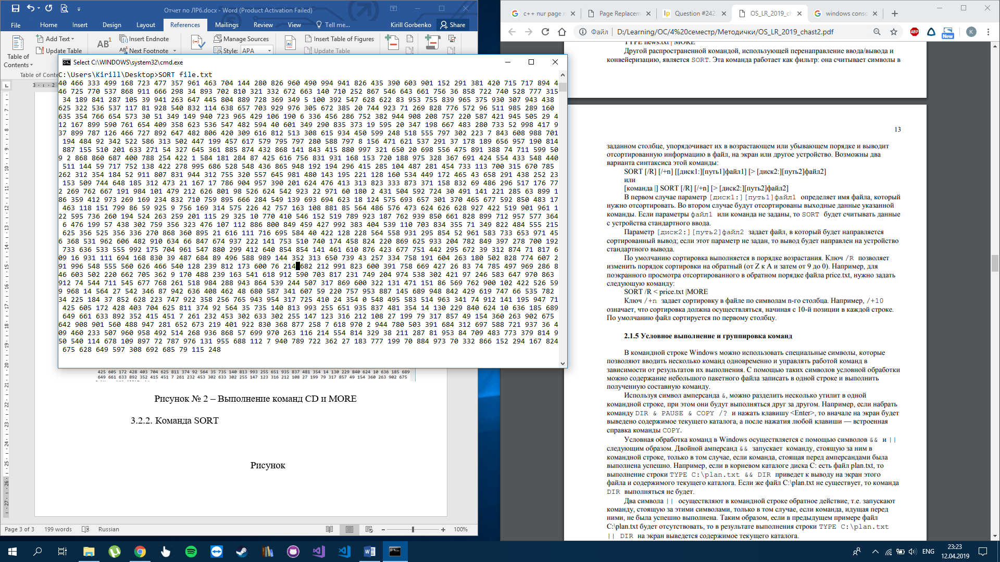 Отчет по ЛР6.docx - Word (Product Activation Failed)
File Home Insert Design Layout References Mailings Review View Tell me... Kirill Gorbenko Share
Table of Contents
Add Text
Update Table
Table of Conte
AB
Insert Endnote
Next Footnote
Manage Sources
Style: APA
Insert Table of Figures
Update Table
Select C:\WINDOWS\system32\cmd.exe
C:\Users\Kirill\Desktop>SORT file.txt
40 466 333 499 168 723 477 357 961 463 704 144 280 826 960 490 994 941 826 435 390 603 901 152 291 381 420 715 717 894 4
46 725 770 537 868 911 666 298 34 893 702 810 321 332 672 663 140 710 252 867 546 643 661 756 36 858 722 740 528 777 315
34 189 841 287 105 39 941 263 647 445 804 889 728 369 349 5 100 392 547 628 622 83 953 755 839 965 375 930 307 943 438
625 322 536 537 117 81 928 540 832 114 638 657 703 929 976 305 672 385 20 744 923 71 269 828 776 572 96 511 985 289 160
635 354 766 654 573 30 51 349 149 940 723 965 429 106 190 6 336 456 286 752 382 944 908 208 757 220 587 421 945 505 29 4
12 167 899 590 761 654 409 358 623 536 547 482 594 40 601 349 290 835 373 19 595 20 347 198 667 483 280 733 52 998 417 9
37 899 787 126 466 727 892 647 482 806 420 309 616 812 513 308 615 934 450 599 248 518 555 797 302 223 7 843 608 988 701
194 484 92 342 522 586 313 502 447 199 457 617 579 795 797 280 588 797 8 156 471 621 537 291 37 178 189 656 957 190 814
887 155 510 201 633 271 54 327 645 361 885 874 432 868 141 843 415 880 997 321 650 20 698 556 475 891 388 74 711 599 50
9 2 868 860 687 400 788 254 422 1 584 181 284 87 425 616 756 831 931 168 153 720 188 975 328 367 691 424 554 433 548 440
511 144 59 717 752 138 422 278 995 686 528 548 436 865 948 192 194 296 415 285 104 487 281 454 733 113 700 315 670 785
262 312 354 184 52 911 807 831 944 312 755 320 557 645 981 480 143 195 221 128 160 534 449 172 465 43 658 291 438 252 23
153 509 744 648 185 312 473 21 167 17 786 904 957 390 201 624 476 413 313 823 333 873 371 158 832 69 486 296 517 176 77
2 269 762 667 191 984 101 479 212 626 801 98 526 624 542 923 22 971 60 180 2 431 504 592 724 30 491 141 221 285 63 899 1
86 359 412 973 269 169 234 832 710 759 895 666 284 549 139 693 694 623 18 124 575 693 657 301 370 465 677 592 850 483 17
463 118 151 799 86 59 925 9 756 169 314 575 226 42 757 163 108 881 85 564 486 576 473 624 626 628 927 422 519 901 961 1
22 595 736 260 194 524 263 259 201 115 29 325 10 770 410 546 152 519 789 923 187 762 939 850 661 828 899 712 957 577 364
6 476 199 57 438 302 759 356 323 476 107 112 886 800 849 459 427 992 383 404 539 110 703 834 355 71 349 822 484 555 215
625 356 525 356 336 270 868 360 895 21 616 111 716 695 584 40 422 128 228 564 558 931 295 854 52 961 583 733 653 971 45
6 368 531 962 606 482 910 634 66 847 674 937 222 141 753 510 740 174 458 824 220 869 625 933 204 782 849 397 278 700 192
733 636 533 555 992 175 704 961 547 880 299 412 640 854 854 141 461 610 876 423 677 751 442 295 672 39 312 874 71 817 6
09 16 931 111 694 168 830 39 487 684 89 496 588 989 144 352 313 650 739 43 257 334 758 191 604 263 180 502 828 774 607 2
91 996 548 555 560 626 466 540 128 239 812 173 600 76 214 682 212 991 823 600 391 758 669 427 26 83 74 785 497 969 286 8
46 603 502 220 662 705 362 9 170 488 239 163 541 618 912 590 703 817 231 749 204 974 538 302 421 97 246 583 647 970 863
912 74 544 711 545 677 768 261 518 984 288 943 864 539 244 507 317 869 600 322 131 471 151 86 569 762 900 102 422 526 59
9 968 14 564 27 542 346 87 942 636 408 462 48 680 587 341 607 59 220 757 953 887 145 689 948 842 429 619 747 66 535 782
34 225 184 37 852 628 223 747 922 358 256 765 943 954 317 725 410 24 354 0 548 495 583 514 963 341 74 912 141 195 947 71
425 605 172 428 403 704 625 811 374 92 564 35 735 140 813 993 255 651 935 837 481 354 14 130 229 840 624 10 636 185 689
649 661 633 892 352 415 451 7 261 232 453 302 633 302 255 147 123 316 212 108 27 199 79 317 857 49 154 360 263 902 675
642 908 901 560 488 947 281 652 673 219 401 922 830 368 877 258 7 618 970 2 944 780 503 391 684 312 697 588 721 937 36 4
09 460 233 507 960 958 492 514 268 936 868 57 699 970 263 116 214 554 814 329 38 211 287 81 953 84 709 483 773 379 814 9
50 540 114 678 109 897 72 787 976 131 955 688 112 7 940 789 722 362 27 183 777 199 70 884 973 70 332 866 152 294 167 824
675 628 649 597 308 692 685 79 115 248
425 605 172 428 403 704 625 811 374 92 564 35 735 140 813 993 255 651 935 837 481 354 14 130 229 840 624 10 636 185 689
649 661 633 892 352 415 451 7 261 232 453 302 633 302 255 147 123 316 212 108 27 199 79 317 857 49 154 360 263 902 675
Рисунок № 2 – Выполнение команд CD и MORE
3.2.2. Команда SORT
Рисунок
Page 3 of 3 199 words Russian 100%
c++ nur page r Page Replacem Question #242 OS_LR_2019_ch windows conso
Файл D:/Learning/ОС/4%20семестр/Методички/OS_LR_2019_chast2.pdf
ABP New K
TYPE news.txt | MORE
Другой распространенной командой, использующей перенаправление ввода/вывода и
конвейеризацию, является SORT. Эта команда работает как фильтр: она считывает символы в
13
заданном столбце, упорядочивает их в возрастающем или убывающем порядке и выводит
отсортированную информацию в файл, на экран или другое устройство. Возможны два
варианта синтаксиса этой команды:
SORT [/R] [/+n] [[диск1:][путь1]файл1] [> [диск2:][путь2]файл2]
или
[команда |] SORT [/R] [/+n] [> [диск2:][путь2]файл2]
В первом случае параметр [диск1:][путь1]файл1 определяет имя файла, который
нужно отсортировать. Во втором случае будут отсортированы выходные данные указанной
команды. Если параметры файл1 или команда не заданы, то SORT будет считывать данные
с устройства стандартного ввода.
Параметр [диск2:][путь2]файл2 задает файл, в который будет направляется
сортированный вывод; если этот параметр не задан, то вывод будет направлен на устройство
стандартного вывода.
По умолчанию сортировка выполняется в порядке возрастания. Ключ /R позволяет
изменить порядок сортировки на обратный (от Z к A и затем от 9 до 0). Например, для
поэкранного просмотра отсортированного в обратном порядке файла price.txt, нужно задать
следующую команду:
SORT /R < price.txt |MORE
Ключ /+n задает сортировку в файле по символам n-го столбца. Например, /+10
означает, что сортировка должна осуществляться, начиная с 10-й позиции в каждой строке.
По умолчанию файл сортируется по первому столбцу.
2.1.5 Условное выполнение и группировка команд
В командной строке Windows можно использовать специальные символы, которые
позволяют вводить несколько команд одновременно и управлять работой команд в
зависимости от результатов их выполнения. С помощью таких символов условной обработки
можно содержание небольшого пакетного файла записать в одной строке и выполнить
полученную составную команду.
Используя символ амперсанда &, можно разделить несколько утилит в одной
командной строке, при этом они будут выполняться друг за другом. Например, если набрать
команду DIR & PAUSE & COPY /? и нажать клавишу <Enter>, то вначале на экран будет
выведено содержимое текущего каталога, а после нажатия любой клавиши — встроенная
справка команды COPY.
Условная обработка команд в Windows осуществляется с помощью символов && и ||
следующим образом. Двойной амперсанд && запускает команду, стоящую за ним в
командной строке, только в том случае, если команда, стоящая перед амперсандами была
выполнена успешно. Например, если в корневом каталоге диска C: есть файл plan.txt, то
выполнение строки TYPE C:\plan.txt && DIR приведет к выводу на экран этого
файла и содержимого текущего каталога. Если же файл C:\plan.txt не существует, то команда
DIR выполняться не будет.
Два символа || осуществляют в командной строке обратное действие, т.е. запускают
команду, стоящую за этими символами, только в том случае, если команда, идущая перед
ними, не была успешно выполнена. Таким образом, если в предыдущем примере файл
C:\plan.txt будет отсутствовать, то в результате выполнения строки TYPE C:\plan.txt
|| DIR на экран выведется содержимое текущего каталога.
ENG
23:23
12.04.2019